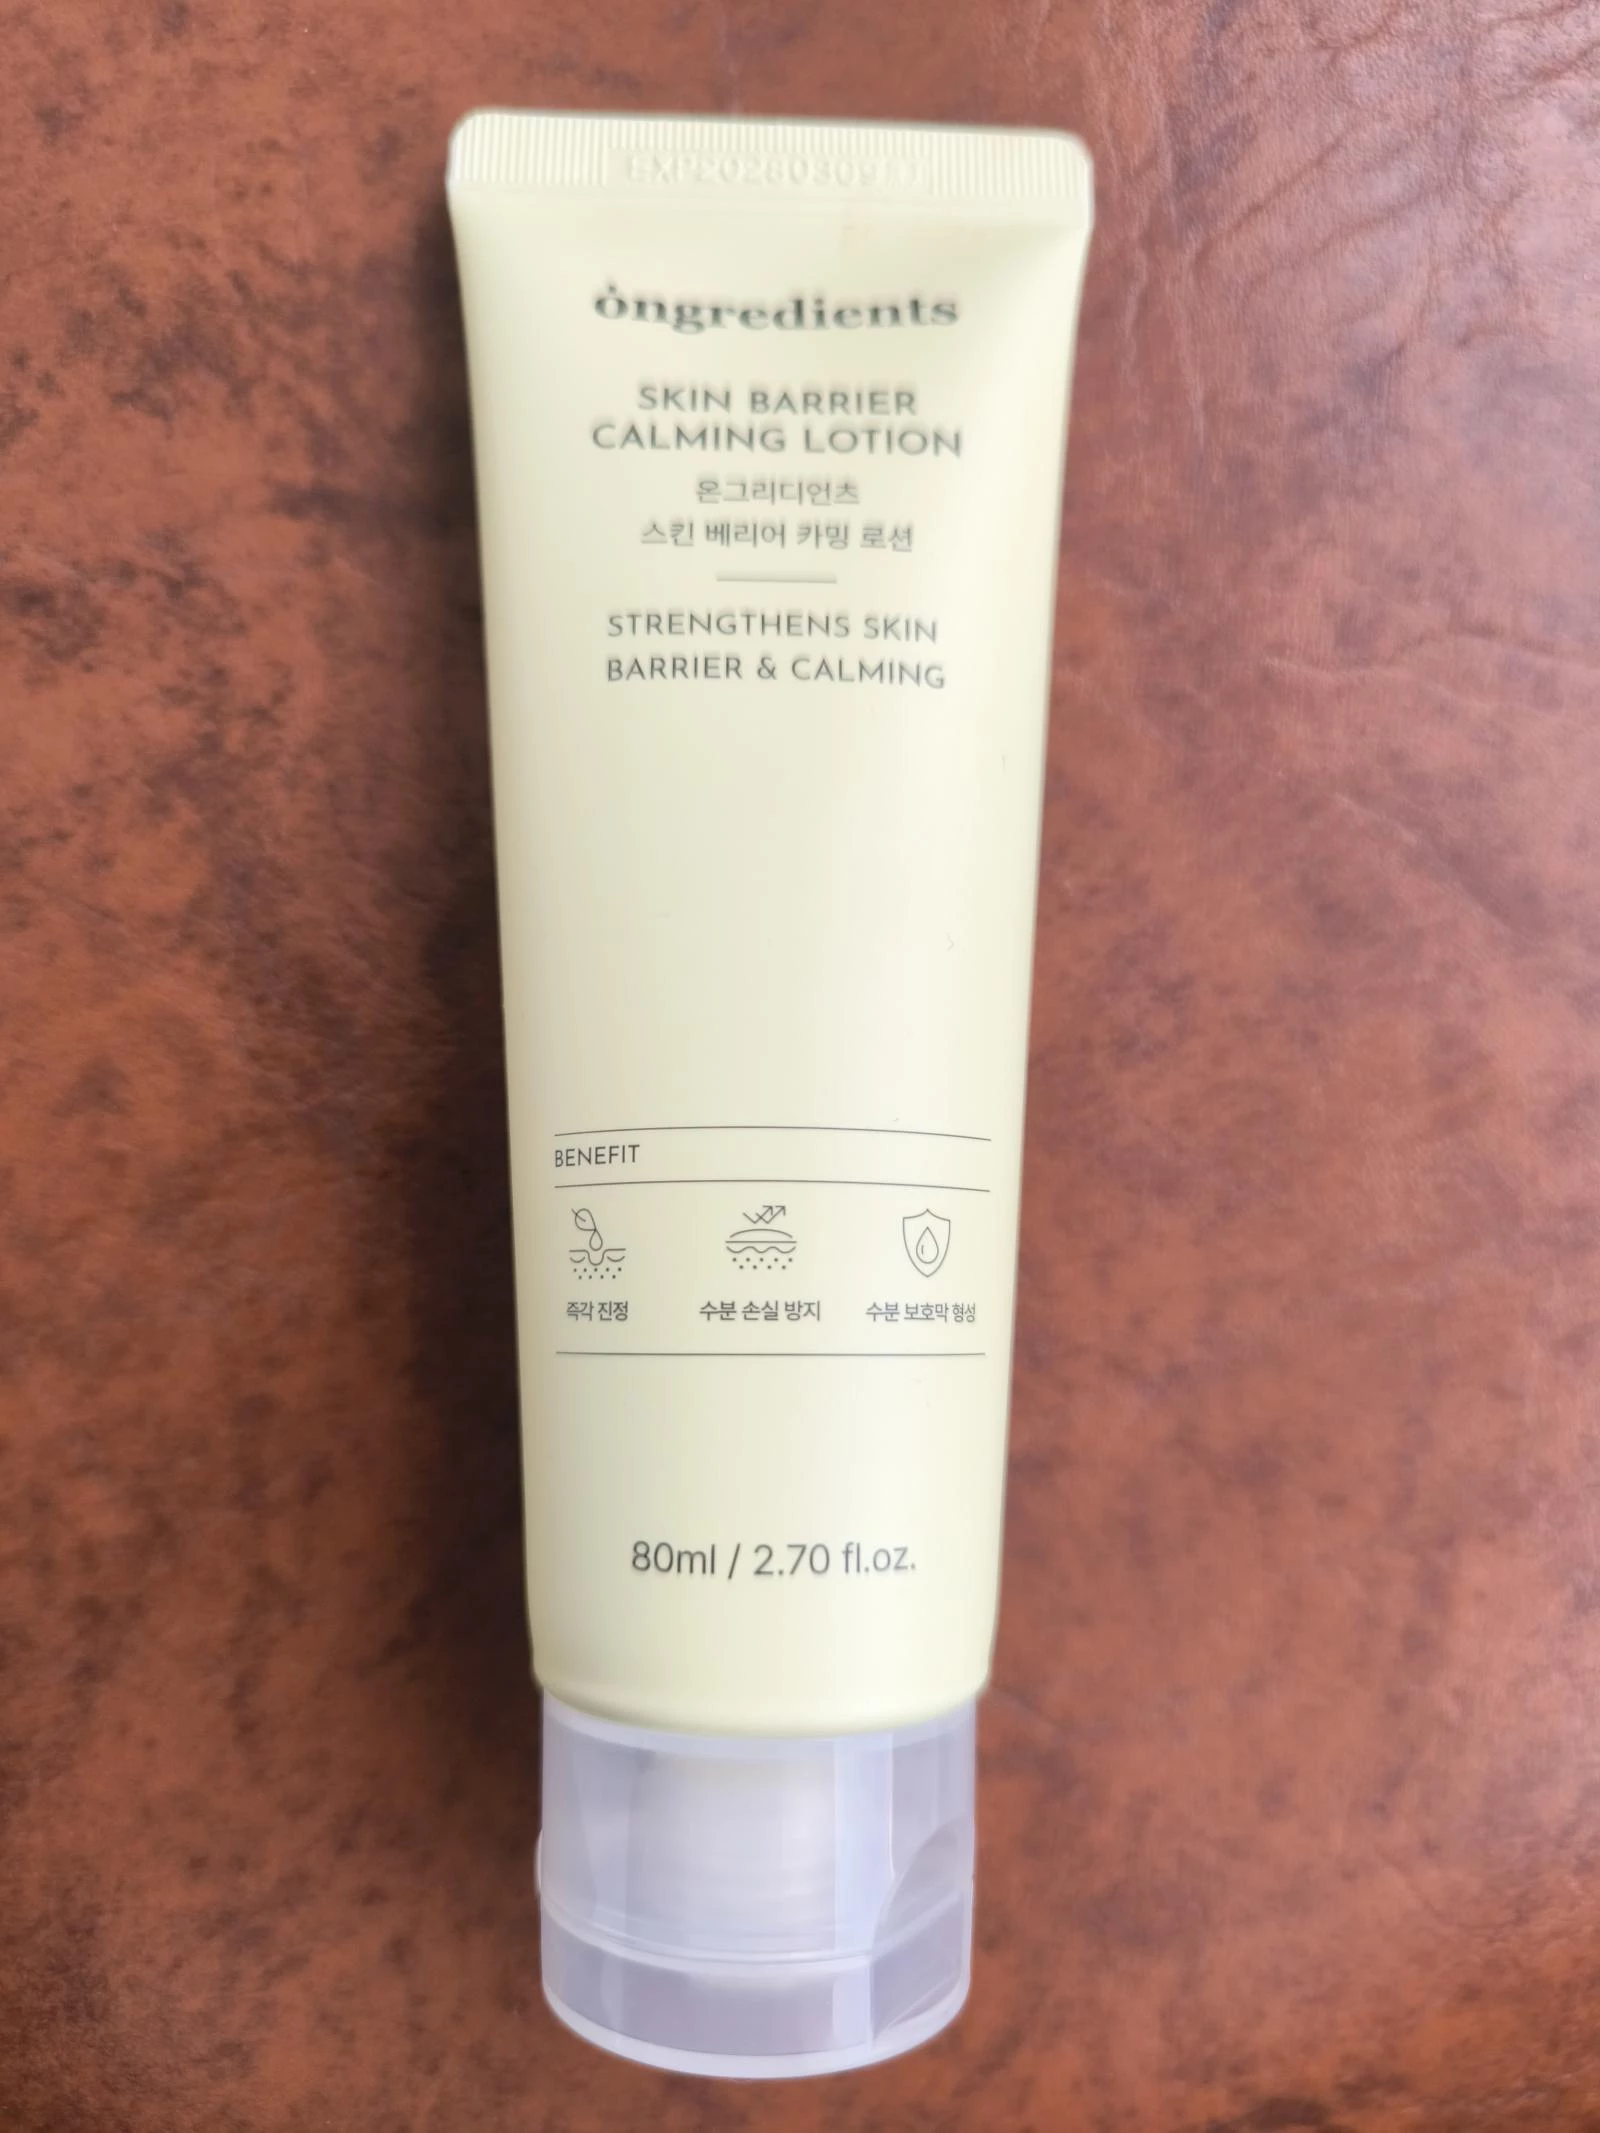 ongredients
SKIN BARRIER
CALMING LOTION
온그리디언츠
스킨 베리어 카밍 로션
STRENGTHENS SKIN
BARRIER & CALMING
BENEFIT
즉각 진정
수분 손실 방지
수분 보호막 형성
80ml / 2.70 fl.oz.